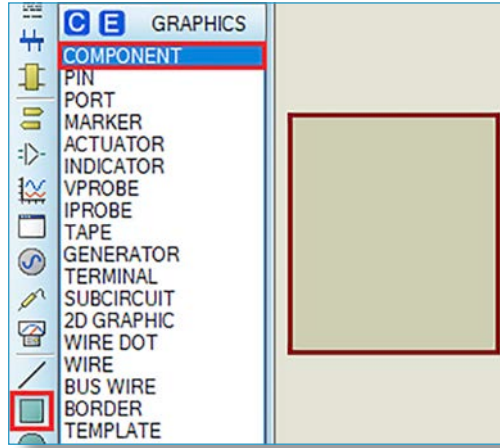 C E GRAPHICS
COMPONENT
PIN
PORT
MARKER
ACTUATOR
INDICATOR
VPROBE
IPROBE
TAPE
GENERATOR
TERMINAL
SUBCIRCUIT
2D GRAPHIC
WIRE DOT
WIRE
BUS WIRE
BORDER
TEMPLATE